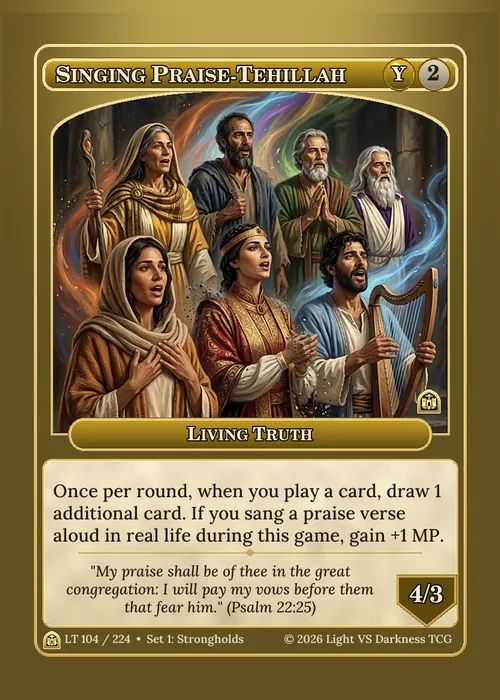 SINGING PRAISE-TEHILLAH Y 2
LIVING TRUTH
Once per round, when you play a card, draw 1
additional card. If you sang a praise verse
aloud in real life during this game, gain +1 MP.
"My praise shall be of thee in the great
congregation: I will pay my vows before them
that fear him." (Psalm 22:25)
4/3
LT 104 / 224 • Set 1: Strongholds © 2026 Light VS Darkness TCG